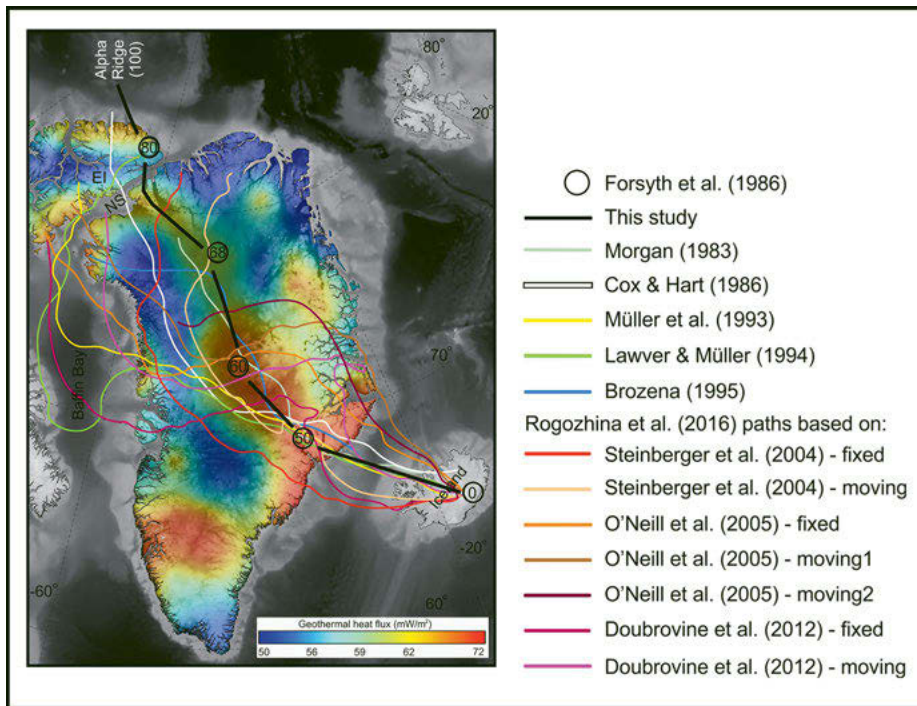 Alpha
Ridge
(100)
80°
20°
80
EI
NS
68
Baffin Bay
60
70°
50
Iceland
0
-20°
-60°
60°
Geothermal heat flux (mW/m²)
50 56 59 62 72
Forsyth et al. (1986)
This study
Morgan (1983)
Cox & Hart (1986)
Müller et al. (1993)
Lawver & Müller (1994)
Brozena (1995)
Rogozhina et al. (2016) paths based on:
Steinberger et al. (2004) - fixed
Steinberger et al. (2004) - moving
O'Neill et al. (2005) - fixed
O'Neill et al. (2005) - moving1
O'Neill et al. (2005) - moving2
Doubrovine et al. (2012) - fixed
Doubrovine et al. (2012) - moving